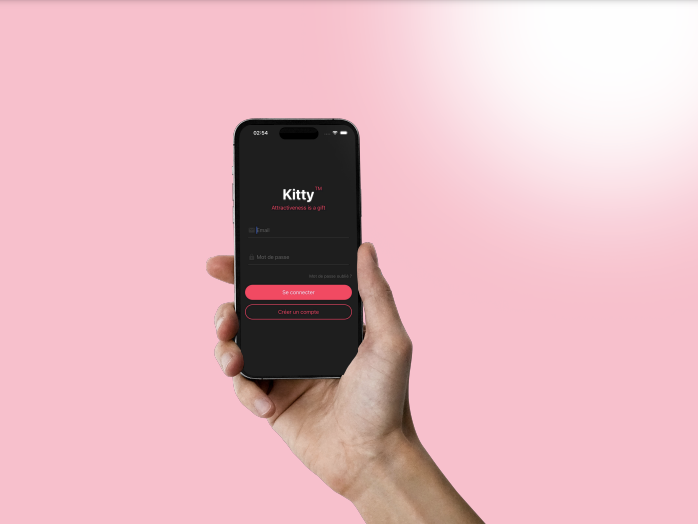 02:54
Kitty™
Attractiveness is a gift
Email
Mot de passe
Mot de passe oublié ?
Se connecter
Créer un compte